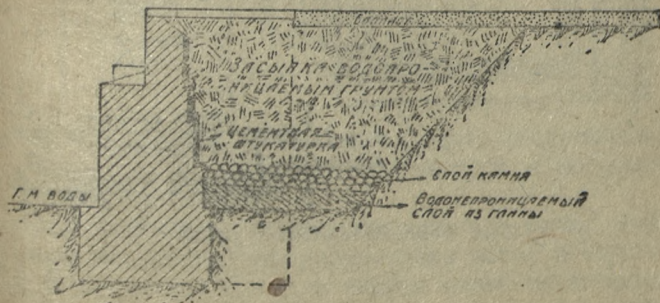 ЗАСЫПКА ВОДОПРО-
НИЦАЕМЫМ ГРУНТОМ
ЦЕМЕНТНАЯ
ШТУКАТУРКА
СЛОЙ КАМНЯ
Г. Н. ВОДЫ
ВОДОНЕПРОНИЦАЕМЫЙ
СЛОЙ ИЗ ГЛИНЫ